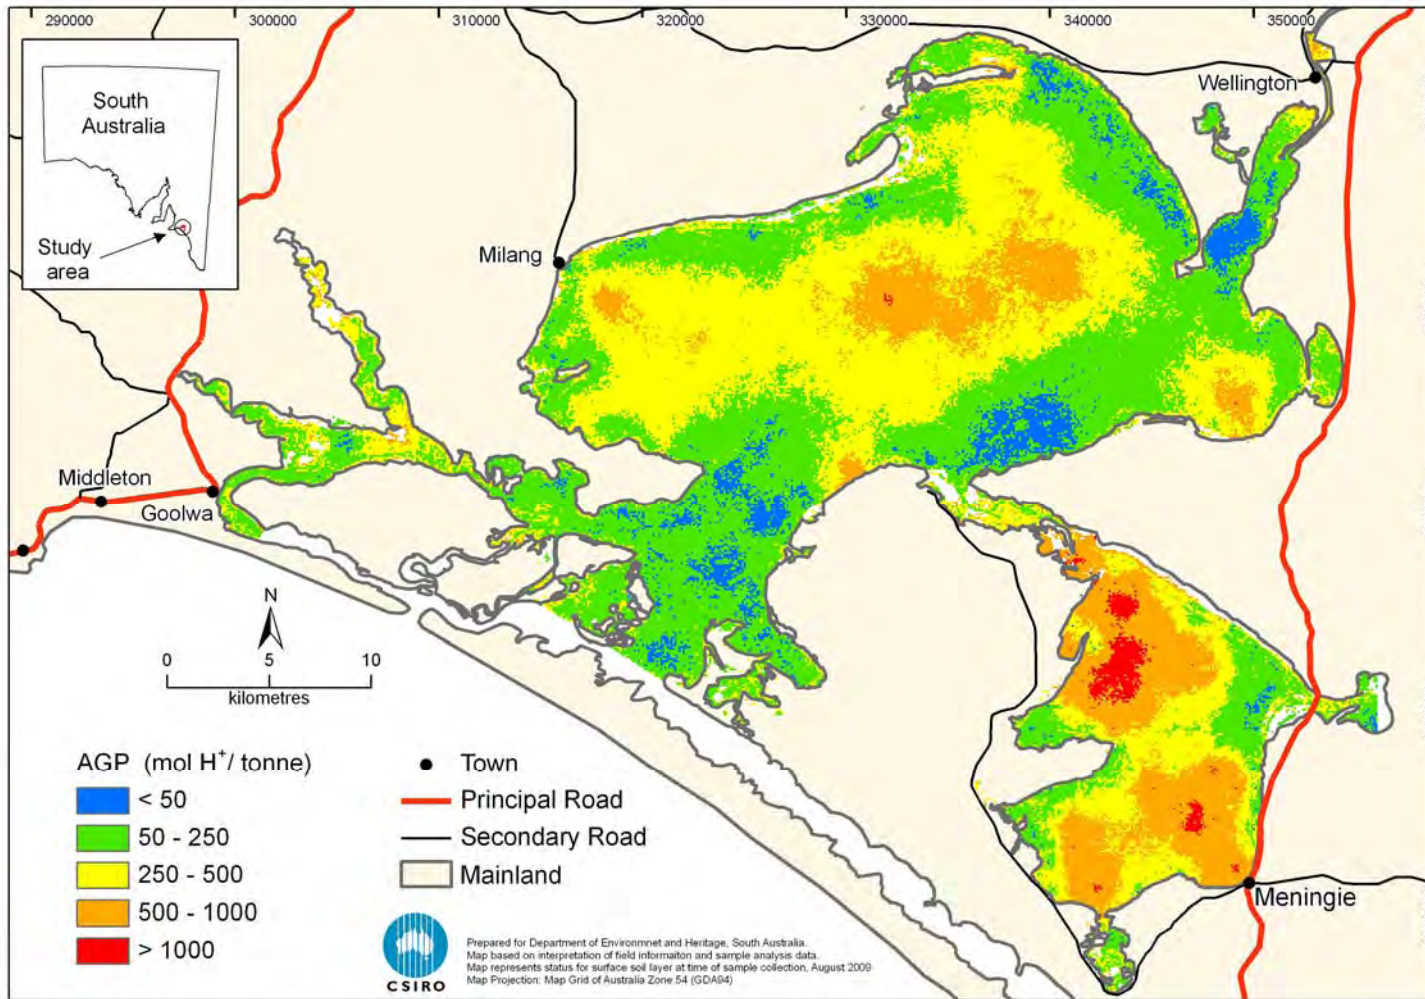 290000 300000 310000 320000 330000 340000 350000
South
Australia
Study
area
Wellington
Milang
Middleton
Goolwa
N
0 5 10
kilometres
Meningie
AGP (mol H⁺/ tonne)
< 50
50 - 250
250 - 500
500 - 1000
> 1000
Town
Principal Road
Secondary Road
Mainland
CSIRO
Prepared for Department of Environmnet and Heritage, South Australia.
Map based on interpretation of field informaiton and sample analysis data.
Map represents status for surface soil layer at time of sample collection, August 2009
Map Projection: Map Grid of Australia Zone 54 (GDA94)